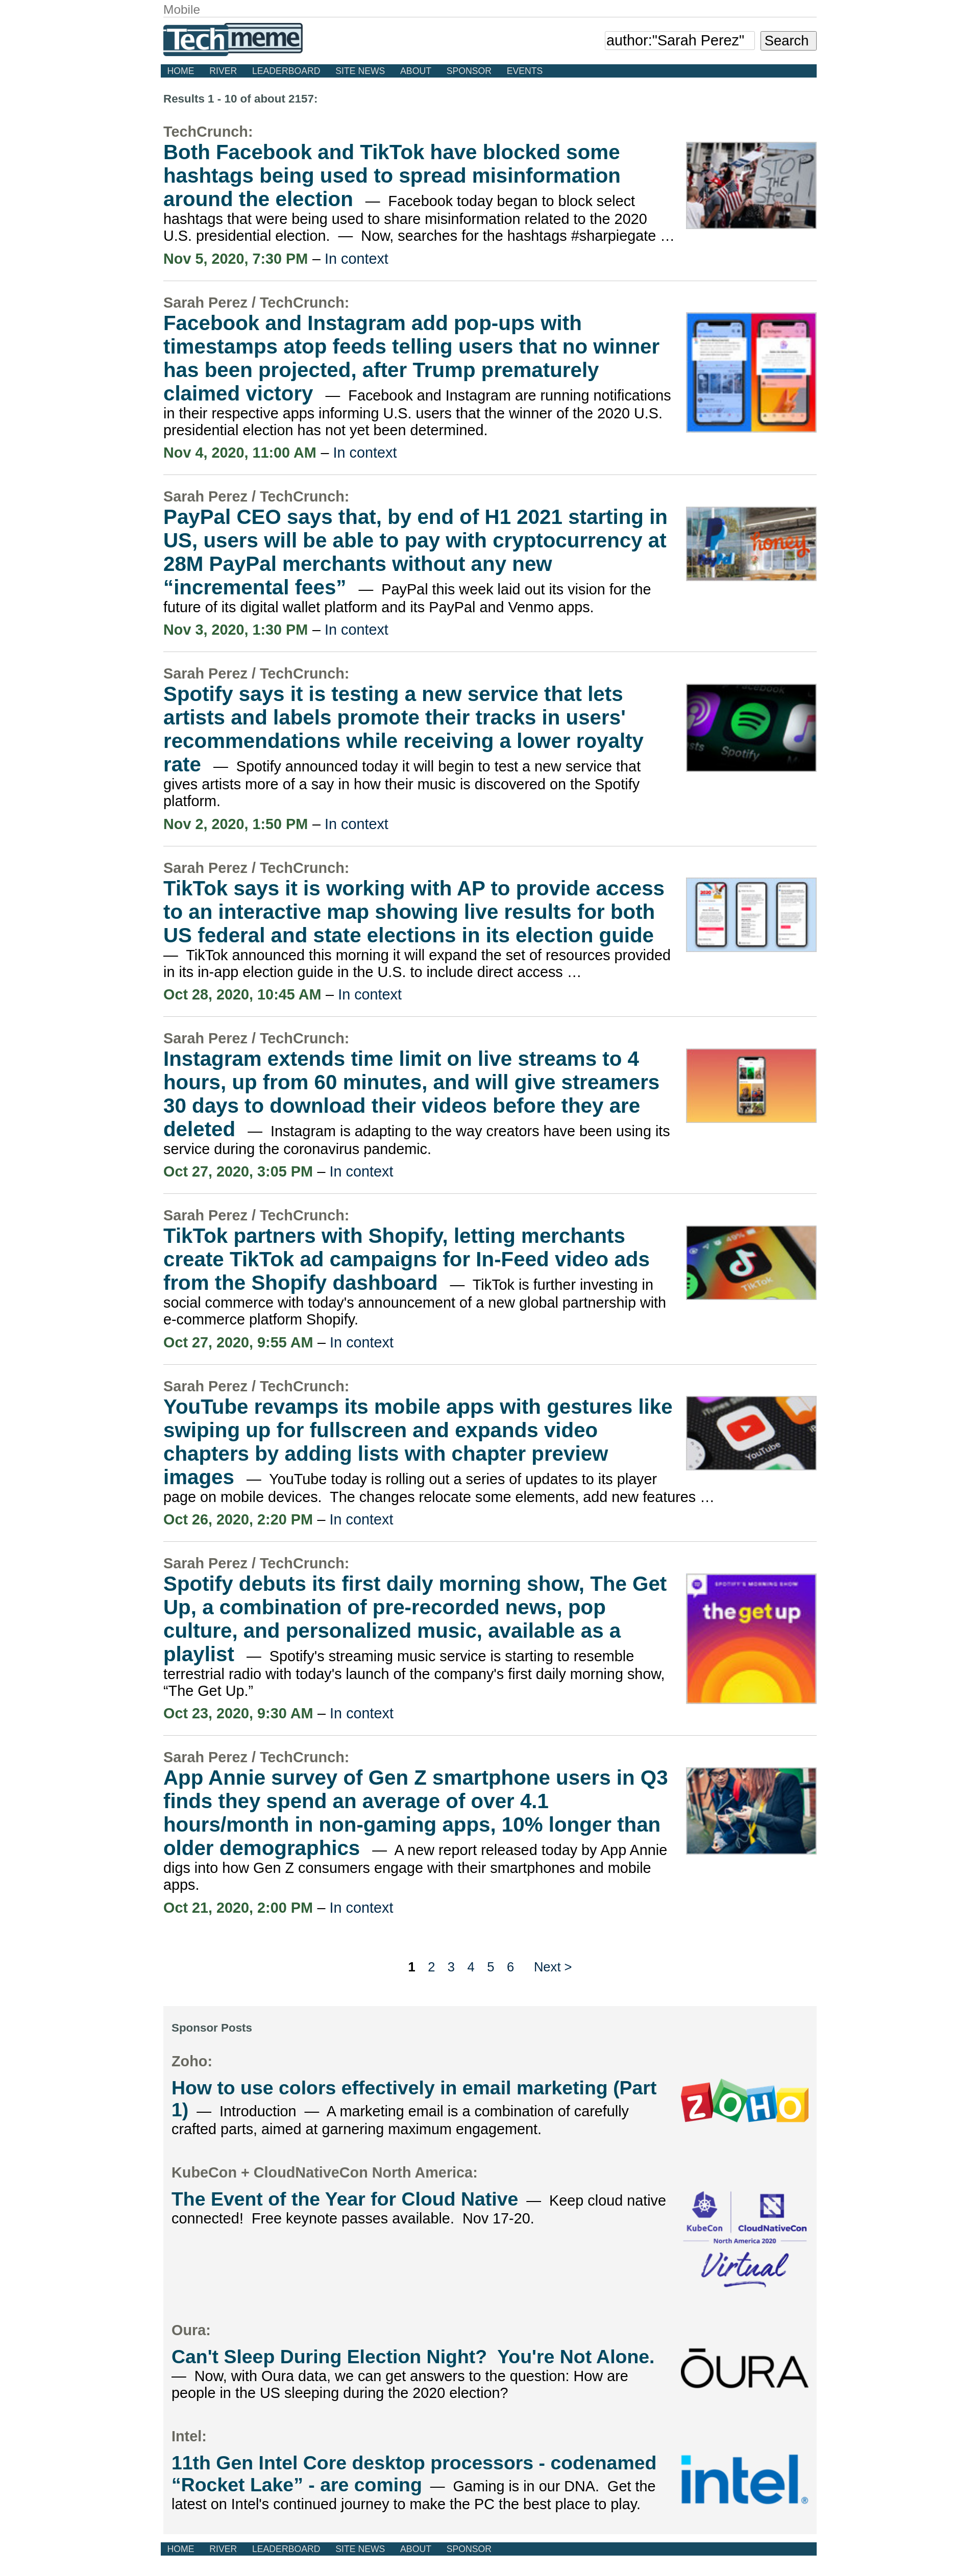 Mobile
Techmeme
author:"Sarah Perez"
Search
HOME RIVER LEADERBOARD SITE NEWS ABOUT SPONSOR EVENTS
Results 1 - 10 of about 2157:
TechCrunch:
Both Facebook and TikTok have blocked some
hashtags being used to spread misinformation
around the election — Facebook today began to block select
hashtags that were being used to share misinformation related to the 2020
U.S. presidential election. — Now, searches for the hashtags #sharpiegate …
STOP THE Steal!
Nov 5, 2020, 7:30 PM – In context
Sarah Perez / TechCrunch:
Facebook and Instagram add pop-ups with
timestamps atop feeds telling users that no winner
has been projected, after Trump prematurely
claimed victory — Facebook and Instagram are running notifications
in their respective apps informing U.S. users that the winner of the 2020 U.S.
presidential election has not yet been determined.
Nov 4, 2020, 11:00 AM – In context
Sarah Perez / TechCrunch:
PayPal CEO says that, by end of H1 2021 starting in
US, users will be able to pay with cryptocurrency at
28M PayPal merchants without any new
“incremental fees” — PayPal this week laid out its vision for the
future of its digital wallet platform and its PayPal and Venmo apps.
PayPal honey
Nov 3, 2020, 1:30 PM – In context
Sarah Perez / TechCrunch:
Spotify says it is testing a new service that lets
artists and labels promote their tracks in users'
recommendations while receiving a lower royalty
rate — Spotify announced today it will begin to test a new service that
gives artists more of a say in how their music is discovered on the Spotify
platform.
Spotify
Nov 2, 2020, 1:50 PM – In context
Sarah Perez / TechCrunch:
TikTok says it is working with AP to provide access
to an interactive map showing live results for both
US federal and state elections in its election guide
— TikTok announced this morning it will expand the set of resources provided
in its in-app election guide in the U.S. to include direct access …
Oct 28, 2020, 10:45 AM – In context
Sarah Perez / TechCrunch:
Instagram extends time limit on live streams to 4
hours, up from 60 minutes, and will give streamers
30 days to download their videos before they are
deleted — Instagram is adapting to the way creators have been using its
service during the coronavirus pandemic.
Oct 27, 2020, 3:05 PM – In context
Sarah Perez / TechCrunch:
TikTok partners with Shopify, letting merchants
create TikTok ad campaigns for In-Feed video ads
from the Shopify dashboard — TikTok is further investing in
social commerce with today's announcement of a new global partnership with
e-commerce platform Shopify.
49%
TikTok
Oct 27, 2020, 9:55 AM – In context
Sarah Perez / TechCrunch:
YouTube revamps its mobile apps with gestures like
swiping up for fullscreen and expands video
chapters by adding lists with chapter preview
images — YouTube today is rolling out a series of updates to its player
page on mobile devices. The changes relocate some elements, add new features …
YouTube
Oct 26, 2020, 2:20 PM – In context
Sarah Perez / TechCrunch:
Spotify debuts its first daily morning show, The Get
Up, a combination of pre-recorded news, pop
culture, and personalized music, available as a
playlist — Spotify's streaming music service is starting to resemble
terrestrial radio with today's launch of the company's first daily morning show,
“The Get Up.”
SPOTIFY'S MORNING SHOW
the get up
Oct 23, 2020, 9:30 AM – In context
Sarah Perez / TechCrunch:
App Annie survey of Gen Z smartphone users in Q3
finds they spend an average of over 4.1
hours/month in non-gaming apps, 10% longer than
older demographics — A new report released today by App Annie
digs into how Gen Z consumers engage with their smartphones and mobile
apps.
Oct 21, 2020, 2:00 PM – In context
1 2 3 4 5 6 Next >
Sponsor Posts
Zoho:
How to use colors effectively in email marketing (Part
1) — Introduction — A marketing email is a combination of carefully
crafted parts, aimed at garnering maximum engagement.
ZOHO
KubeCon + CloudNativeCon North America:
The Event of the Year for Cloud Native — Keep cloud native
connected! Free keynote passes available. Nov 17-20.
KubeCon CloudNativeCon
North America 2020
Virtual
Oura:
Can't Sleep During Election Night? You're Not Alone.
— Now, with Oura data, we can get answers to the question: How are
people in the US sleeping during the 2020 election?
ŌURA
Intel:
11th Gen Intel Core desktop processors - codenamed
“Rocket Lake” - are coming — Gaming is in our DNA. Get the
latest on Intel's continued journey to make the PC the best place to play.
intel®
HOME RIVER LEADERBOARD SITE NEWS ABOUT SPONSOR